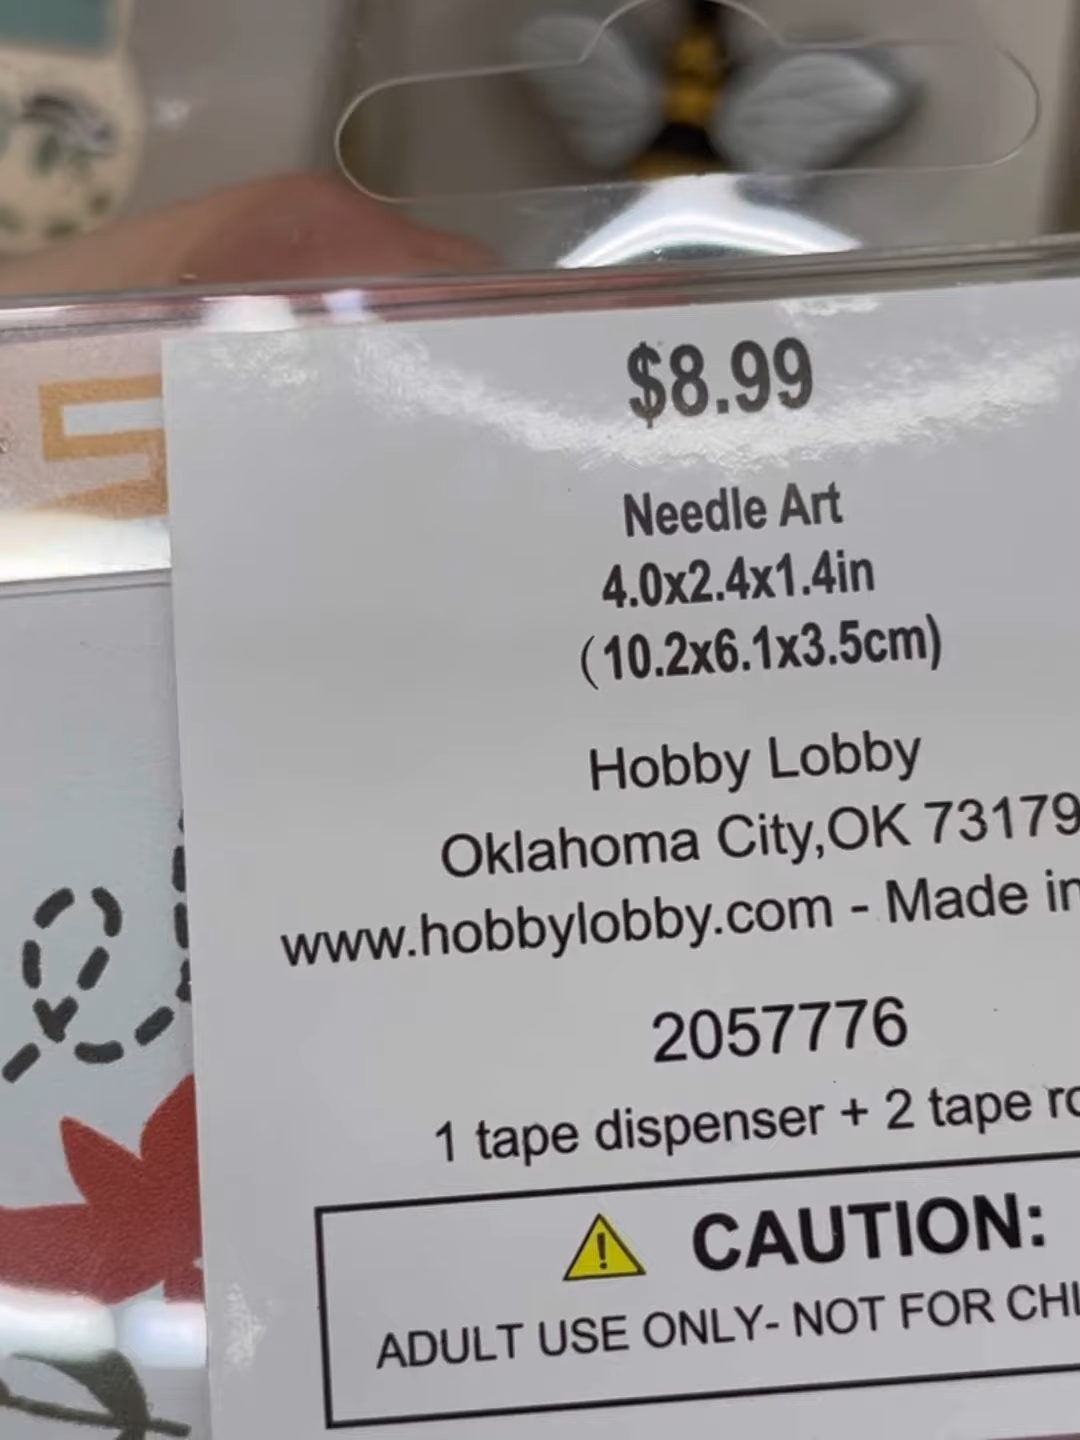 $8.99
Needle Art
4.0x2.4x1.4in
(10.2x6.1x3.5cm)
Hobby Lobby
Oklahoma City,OK 73179
www.hobbylobby.com - Made in
2057776
1 tape dispenser + 2 tape
CAUTION:
ADULT USE ONLY- NOT FOR